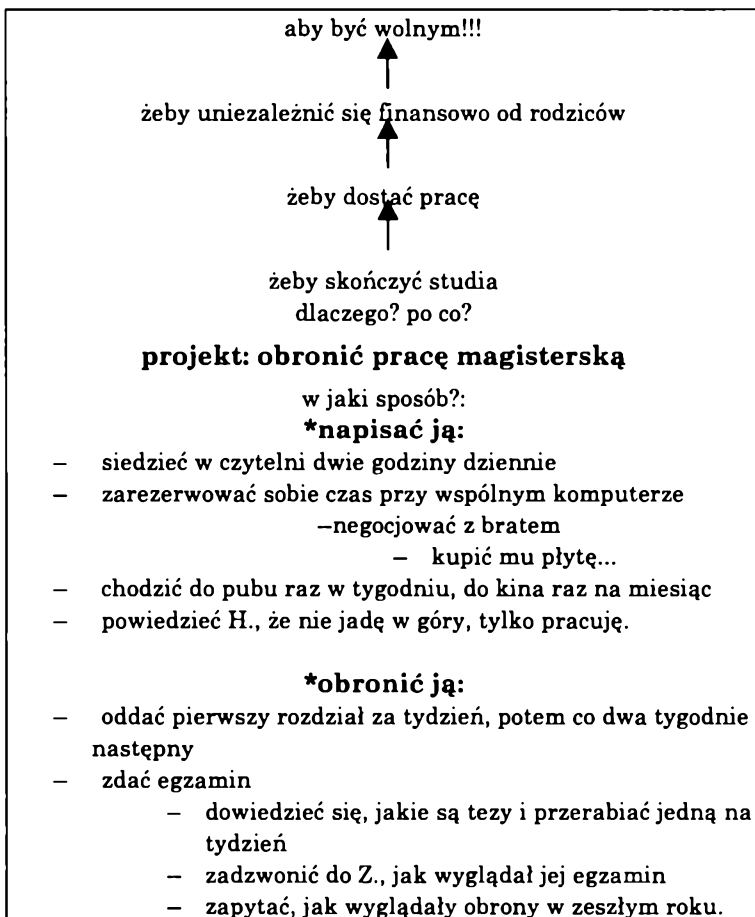 aby być wolnym!!!
żeby uniezależnić się finansowo od rodziców
żeby dostać pracę
żeby skończyć studia
dlaczego? po co?
projekt: obronić pracę magisterską
w jaki sposób?:
*napisać ją:
– siedzieć w czytelni dwie godziny dziennie
– zarezerwować sobie czas przy wspólnym komputerze
–negocjować z bratem
– kupić mu płytę...
– chodzić do pubu raz w tygodniu, do kina raz na miesiąc
– powiedzieć H., że nie jadę w góry, tylko pracuję.
*obronić ją:
– oddać pierwszy rozdział za tydzień, potem co dwa tygodnie
następny
– zdać egzamin
– dowiedzieć się, jakie są tezy i przerabiać jedną na
tydzień
– zadzwonić do Z., jak wyglądał jej egzamin
– zapytać, jak wyglądały obrony w zeszłym roku.